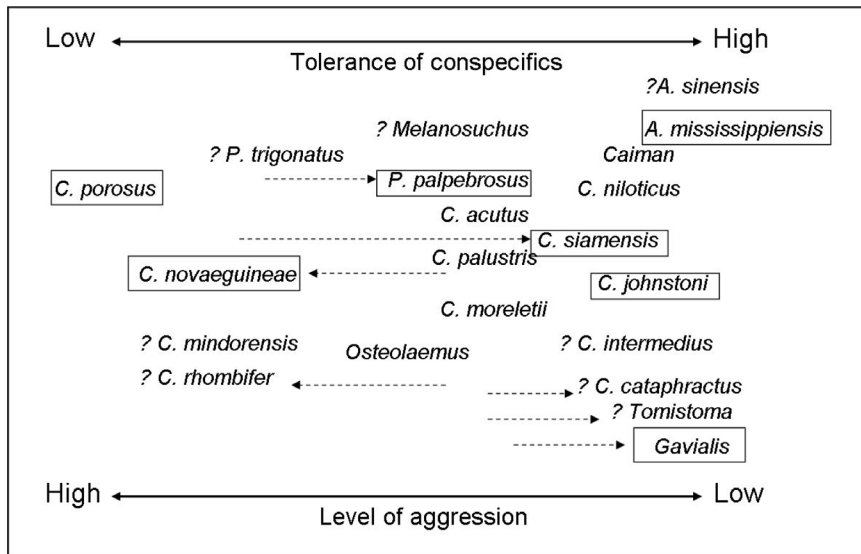 Low High
Tolerance of conspecifics
?A. sinensis
? Melanosuchus
A. mississippiensis
? P. trigonatus
Caiman
C. porosus
P. palpebrosus
C. niloticus
C. acutus
C. siamensis
C. palustris
C. novaeguineae
C. johnstoni
C. moreletii
? C. mindorensis
Osteolaemus
? C. intermedius
? C. rhombifer
? C. cataphractus
? Tomistoma
Gavialis
High Low
Level of aggression